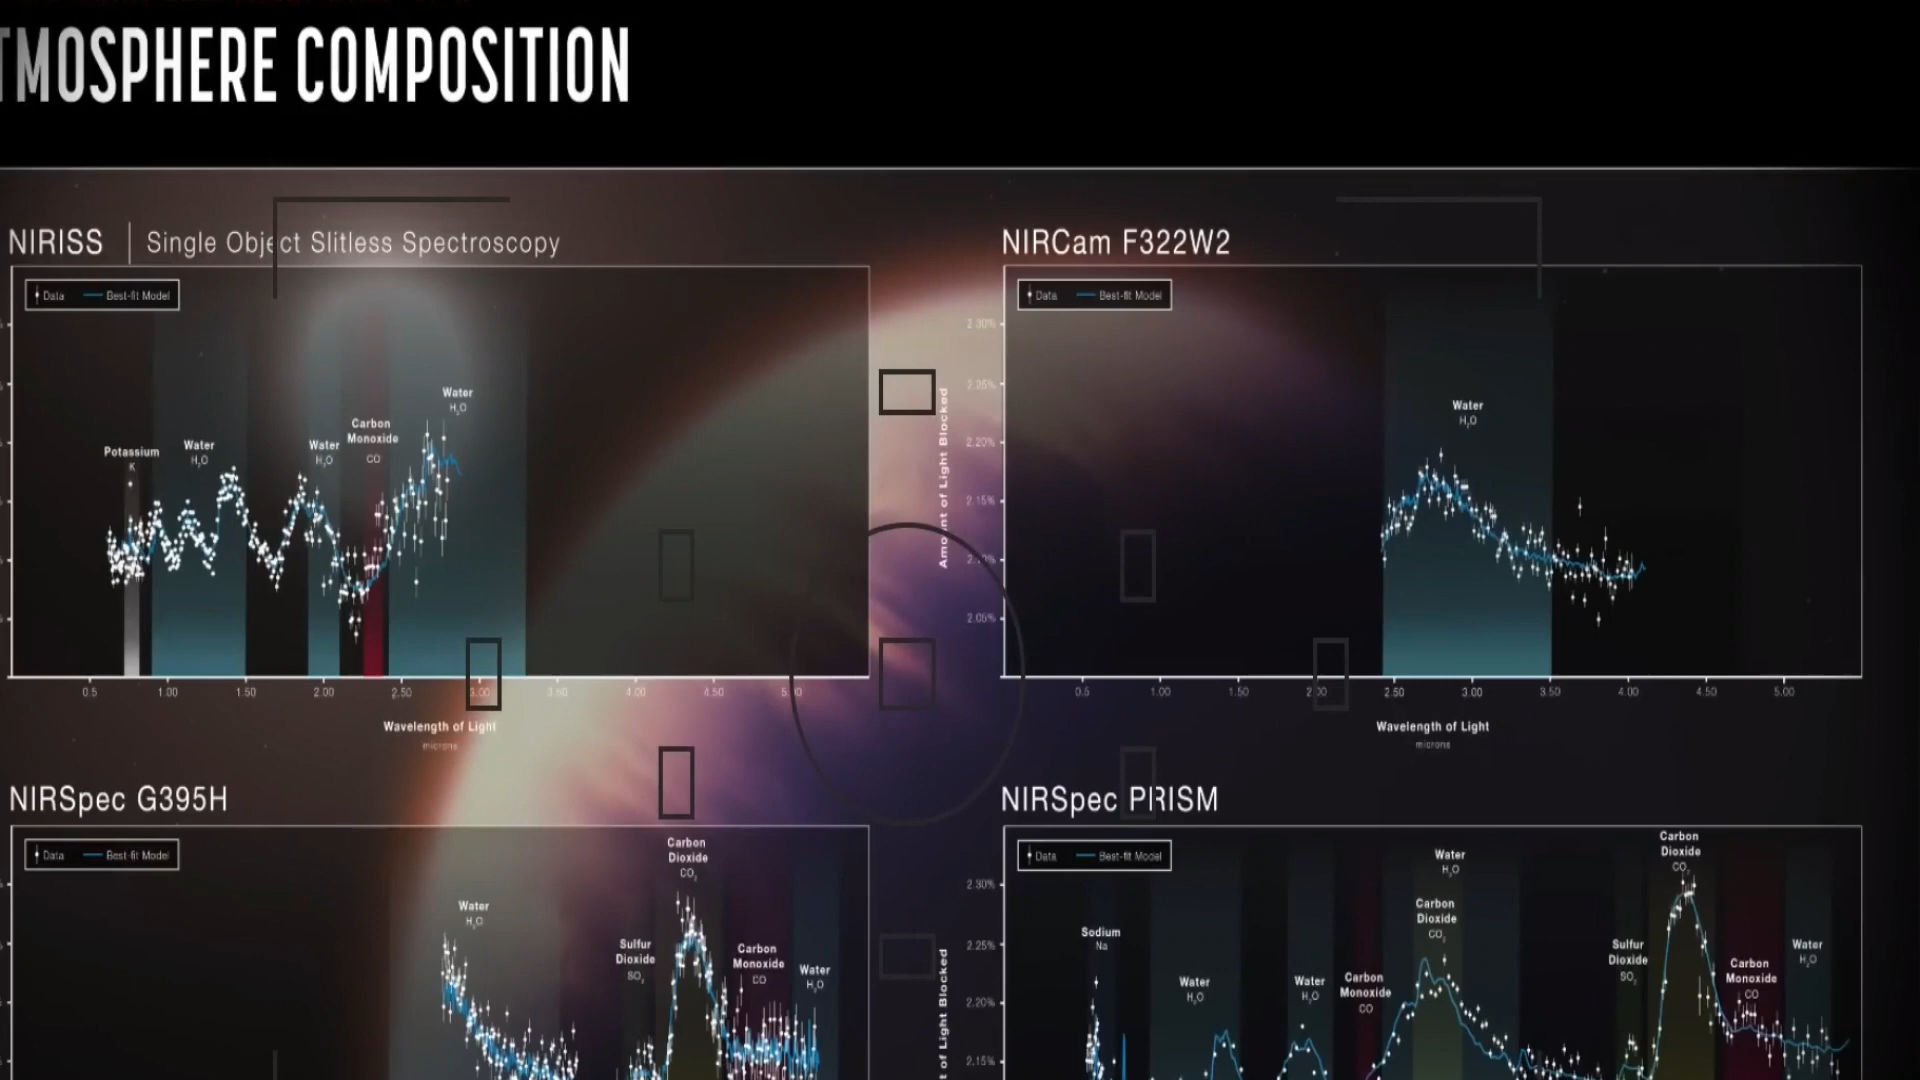 TMOSPHERE COMPOSITION
NIRISS | Single Object Slitless Spectroscopy
Data Best-fit Model
Potassium
K
Water
H₂O
Water
H₂O
Carbon
Monoxide
CO
Water
H₂O
0.5 1.00 1.50 2.00 2.50 3.00 3.50 4.00 4.50 5.00
Wavelength of Light
microns
NIRCam F322W2
Data Best-fit Model
Amount of Light Blocked
2.30%
2.25%
2.20%
2.15%
2.10%
2.05%
Water
H₂O
0.5 1.00 1.50 2.00 2.50 3.00 3.50 4.00 4.50 5.00
Wavelength of Light
microns
NIRSpec G395H
Data Best-fit Model
Water
H₂O
Sulfur
Dioxide
SO₂
Carbon
Dioxide
CO₂
Carbon
Monoxide
CO
Water
H₂O
NIRSpec PRISM
Data Best-fit Model
t of Light Blocked
2.30%
2.25%
2.20%
2.15%
Sodium
Na
Water
H₂O
Water
H₂O
Carbon
Monoxide
CO
Water
H₂O
Carbon
Dioxide
CO₂
Sulfur
Dioxide
SO₂
Carbon
Dioxide
CO₂
Carbon
Monoxide
CO
Water
H₂O